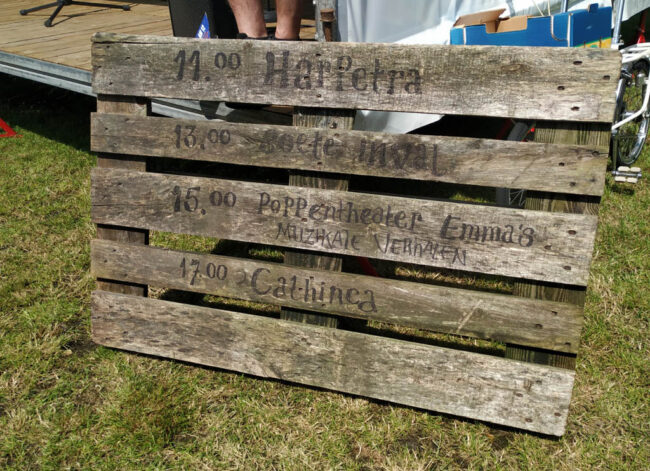 11.00 HarPetra
13.00 zoete inval
15.00 Poppentheater Emma's
MUZIKALE VERHALEN
17.00 Cathinca